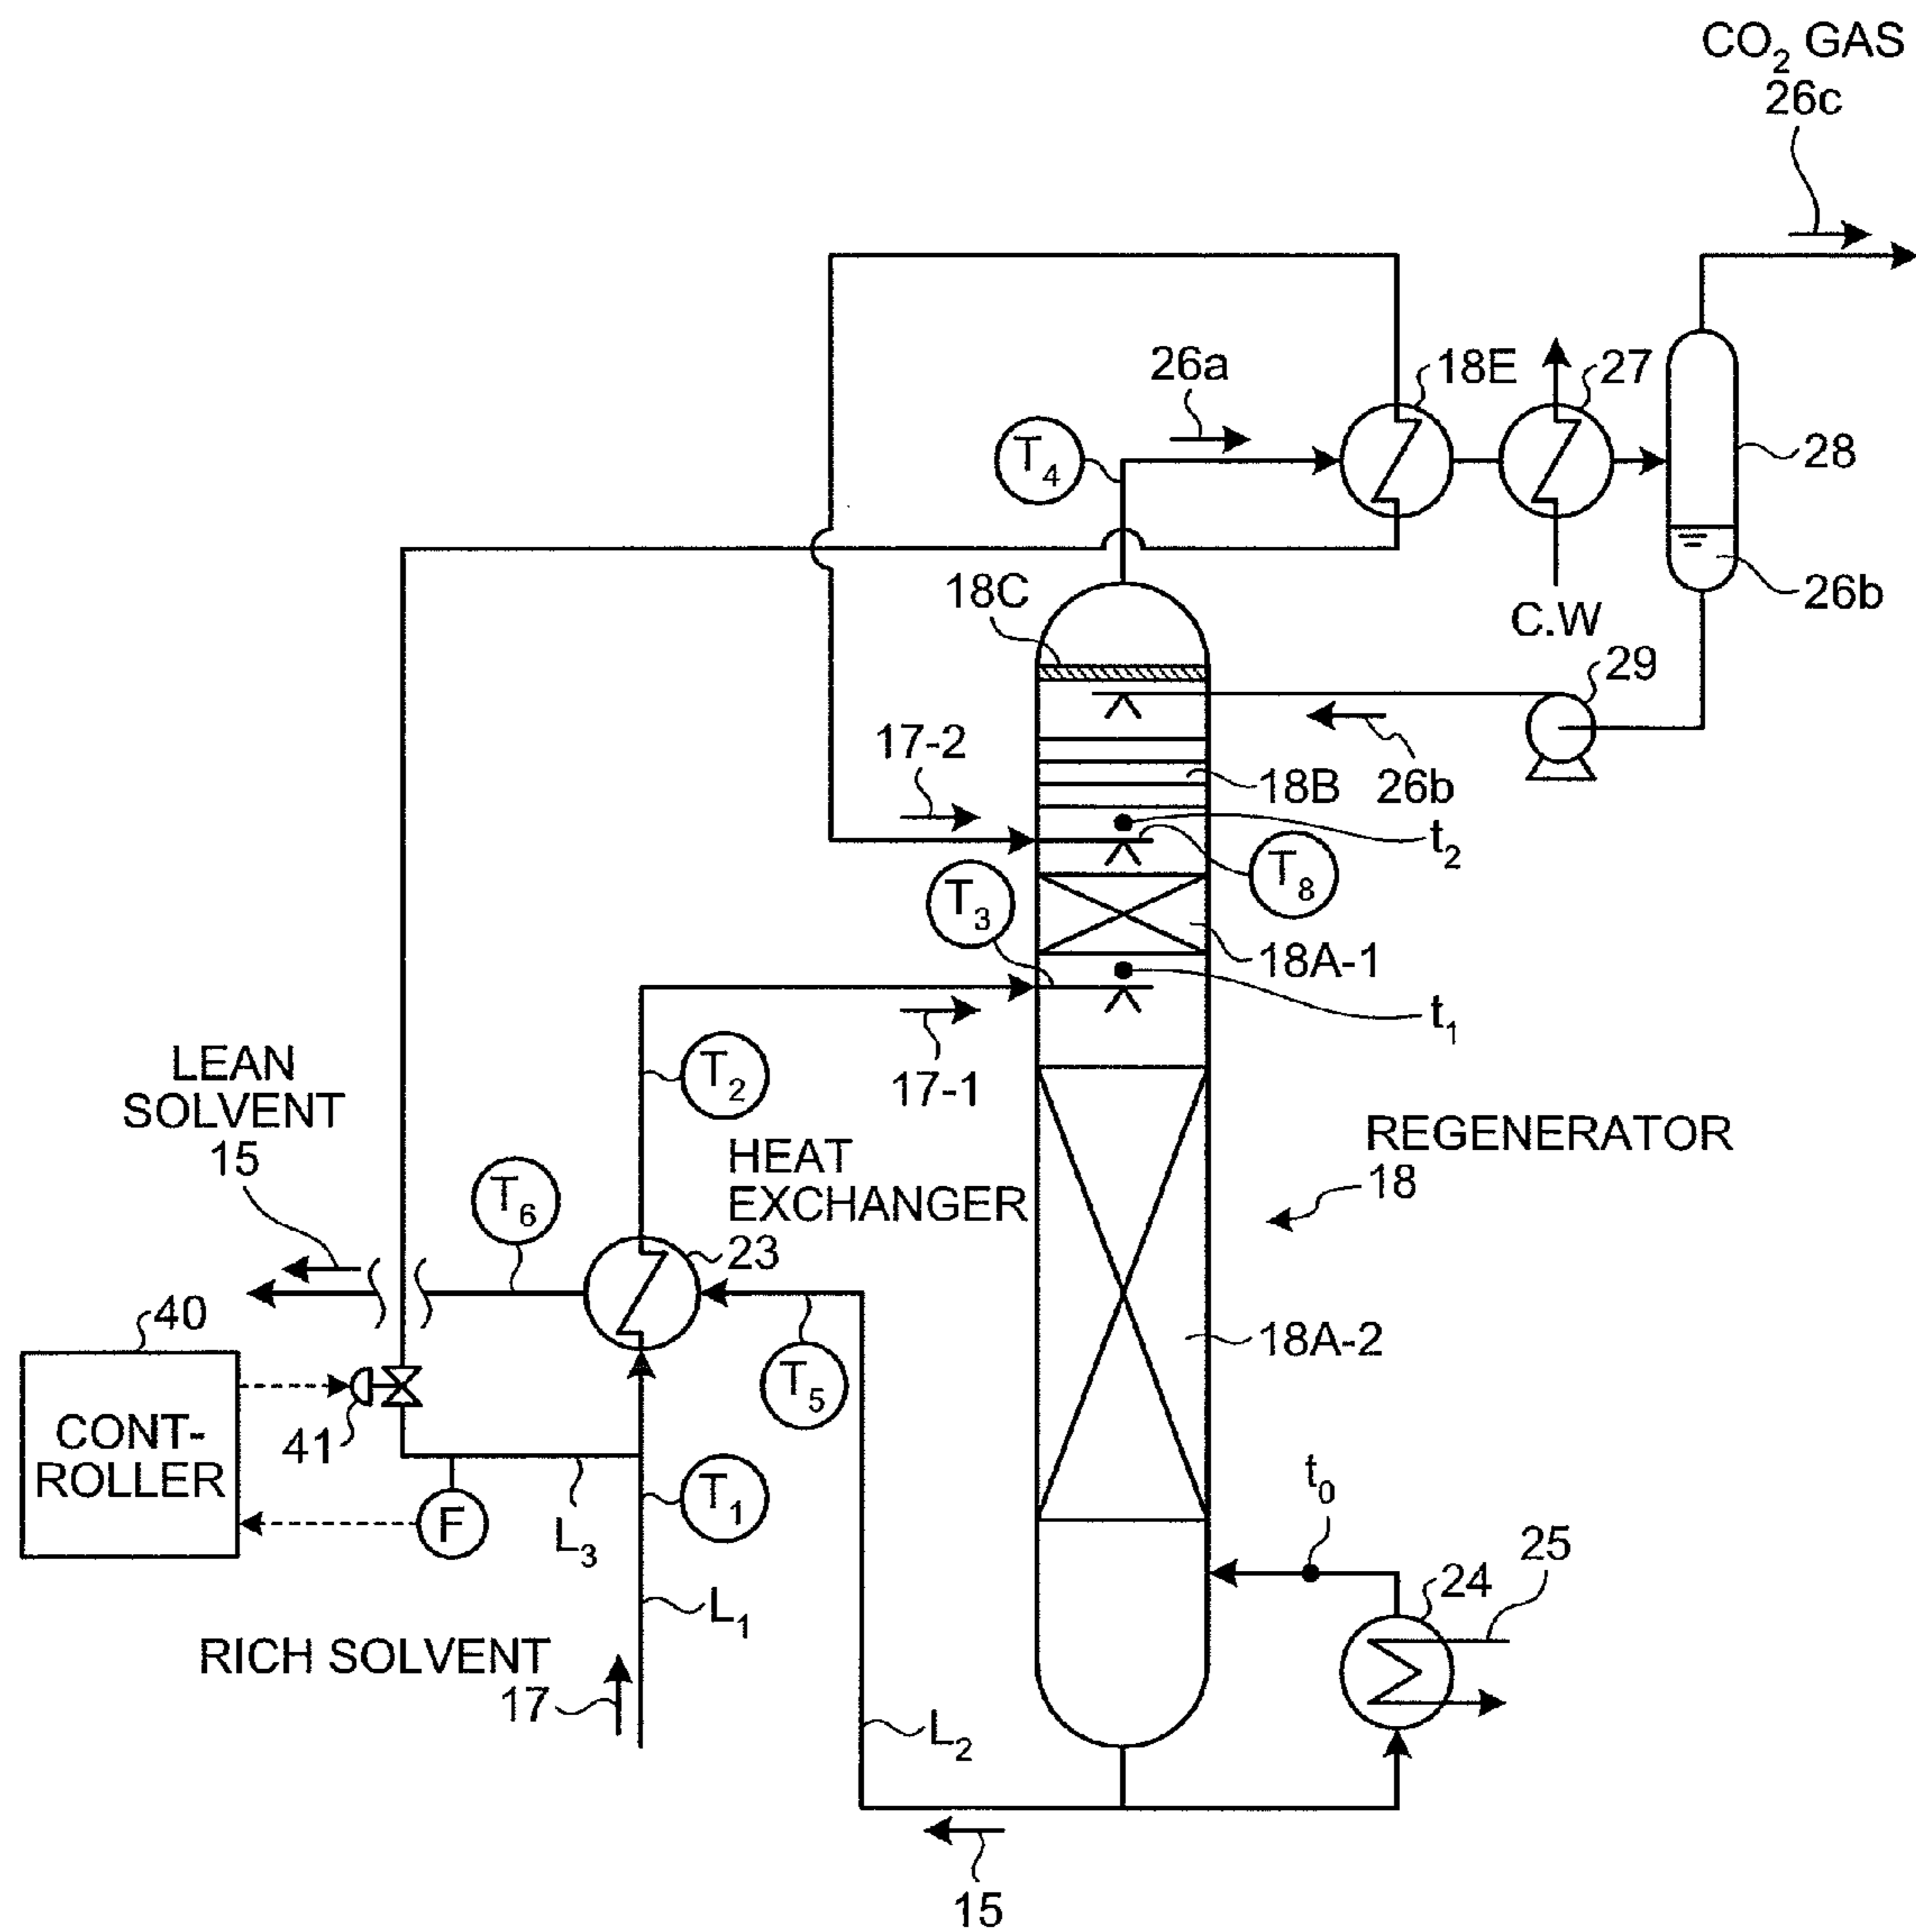 CO₂ GAS
26c
26a
18E
27
T₄
28
26b
C.W
18C
29
17-2
18B
26b
t₂
T₈
T₃
18A-1
t₁
17-1
T₂
LEAN
SOLVENT
15
REGENERATOR
18
HEAT
EXCHANGER
23
T₆
40
18A-2
T₅
CONT-
ROLLER
41
T₁
F
L₃
t₀
25
24
L₁
RICH SOLVENT
17
L₂
15